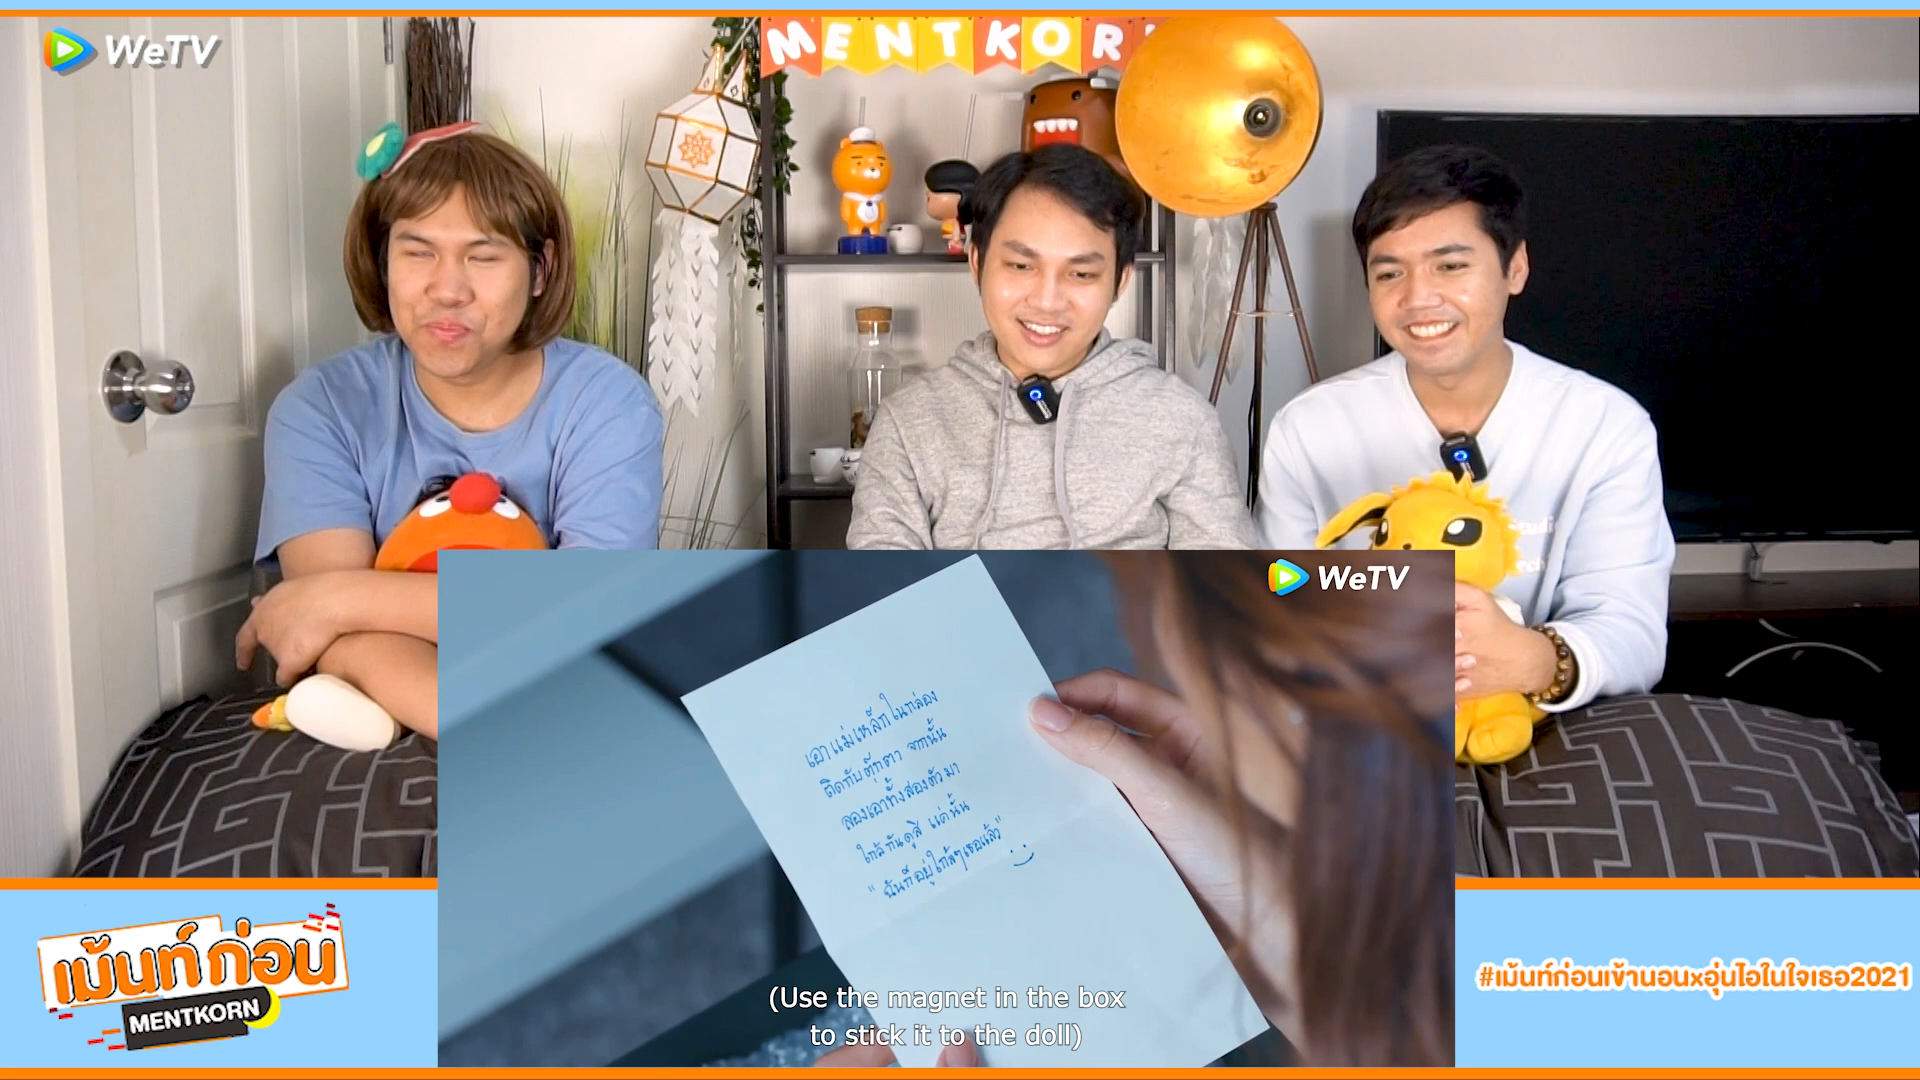 WeTV
MENTKOR
WeTV
เอาแม่เหล็กในกล่อง
ติดกับตุ๊กตา จากนั้น
ลองเอาทั้งสองตัวมา
ใกล้กันดูสิ แค่นั้น
"ฉันก็อยู่ใกล้ๆเธอแล้ว"
(Use the magnet in the box
to stick it to the doll)
เม้นท์ก่อน
MENTKORN
#เม้นท์ก่อนเข้านอนxอุ่นไอในใจเธอ2021